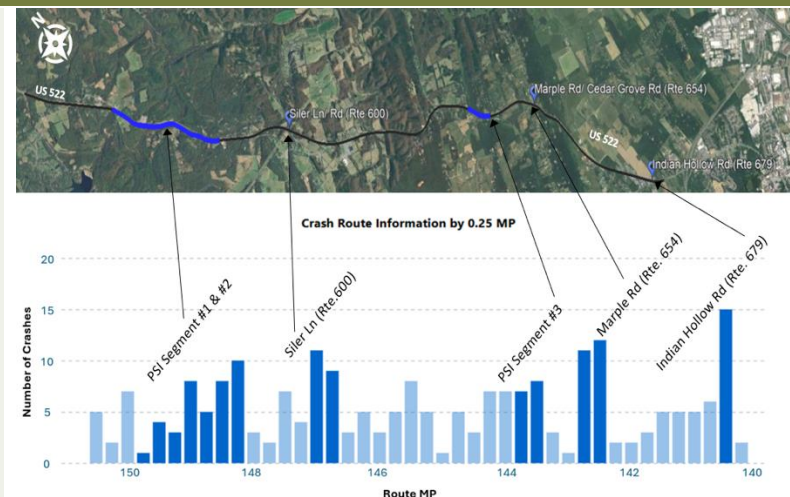 N
US 522
Siler Ln/ Rd (Rte 600)
Marple Rd/ Cedar Grove Rd (Rte 654)
US 522
Indian Hollow Rd (Rte 679)
Crash Route Information by 0.25 MP
Number of Crashes
20
15
10
5
0
PSI Segment #1 & #2
Siler Ln (Rte.600)
PSI Segment #3
Marple Rd (Rte. 654)
Indian Hollow Rd (Rte. 679)
150
148
146
144
142
140
Route MP